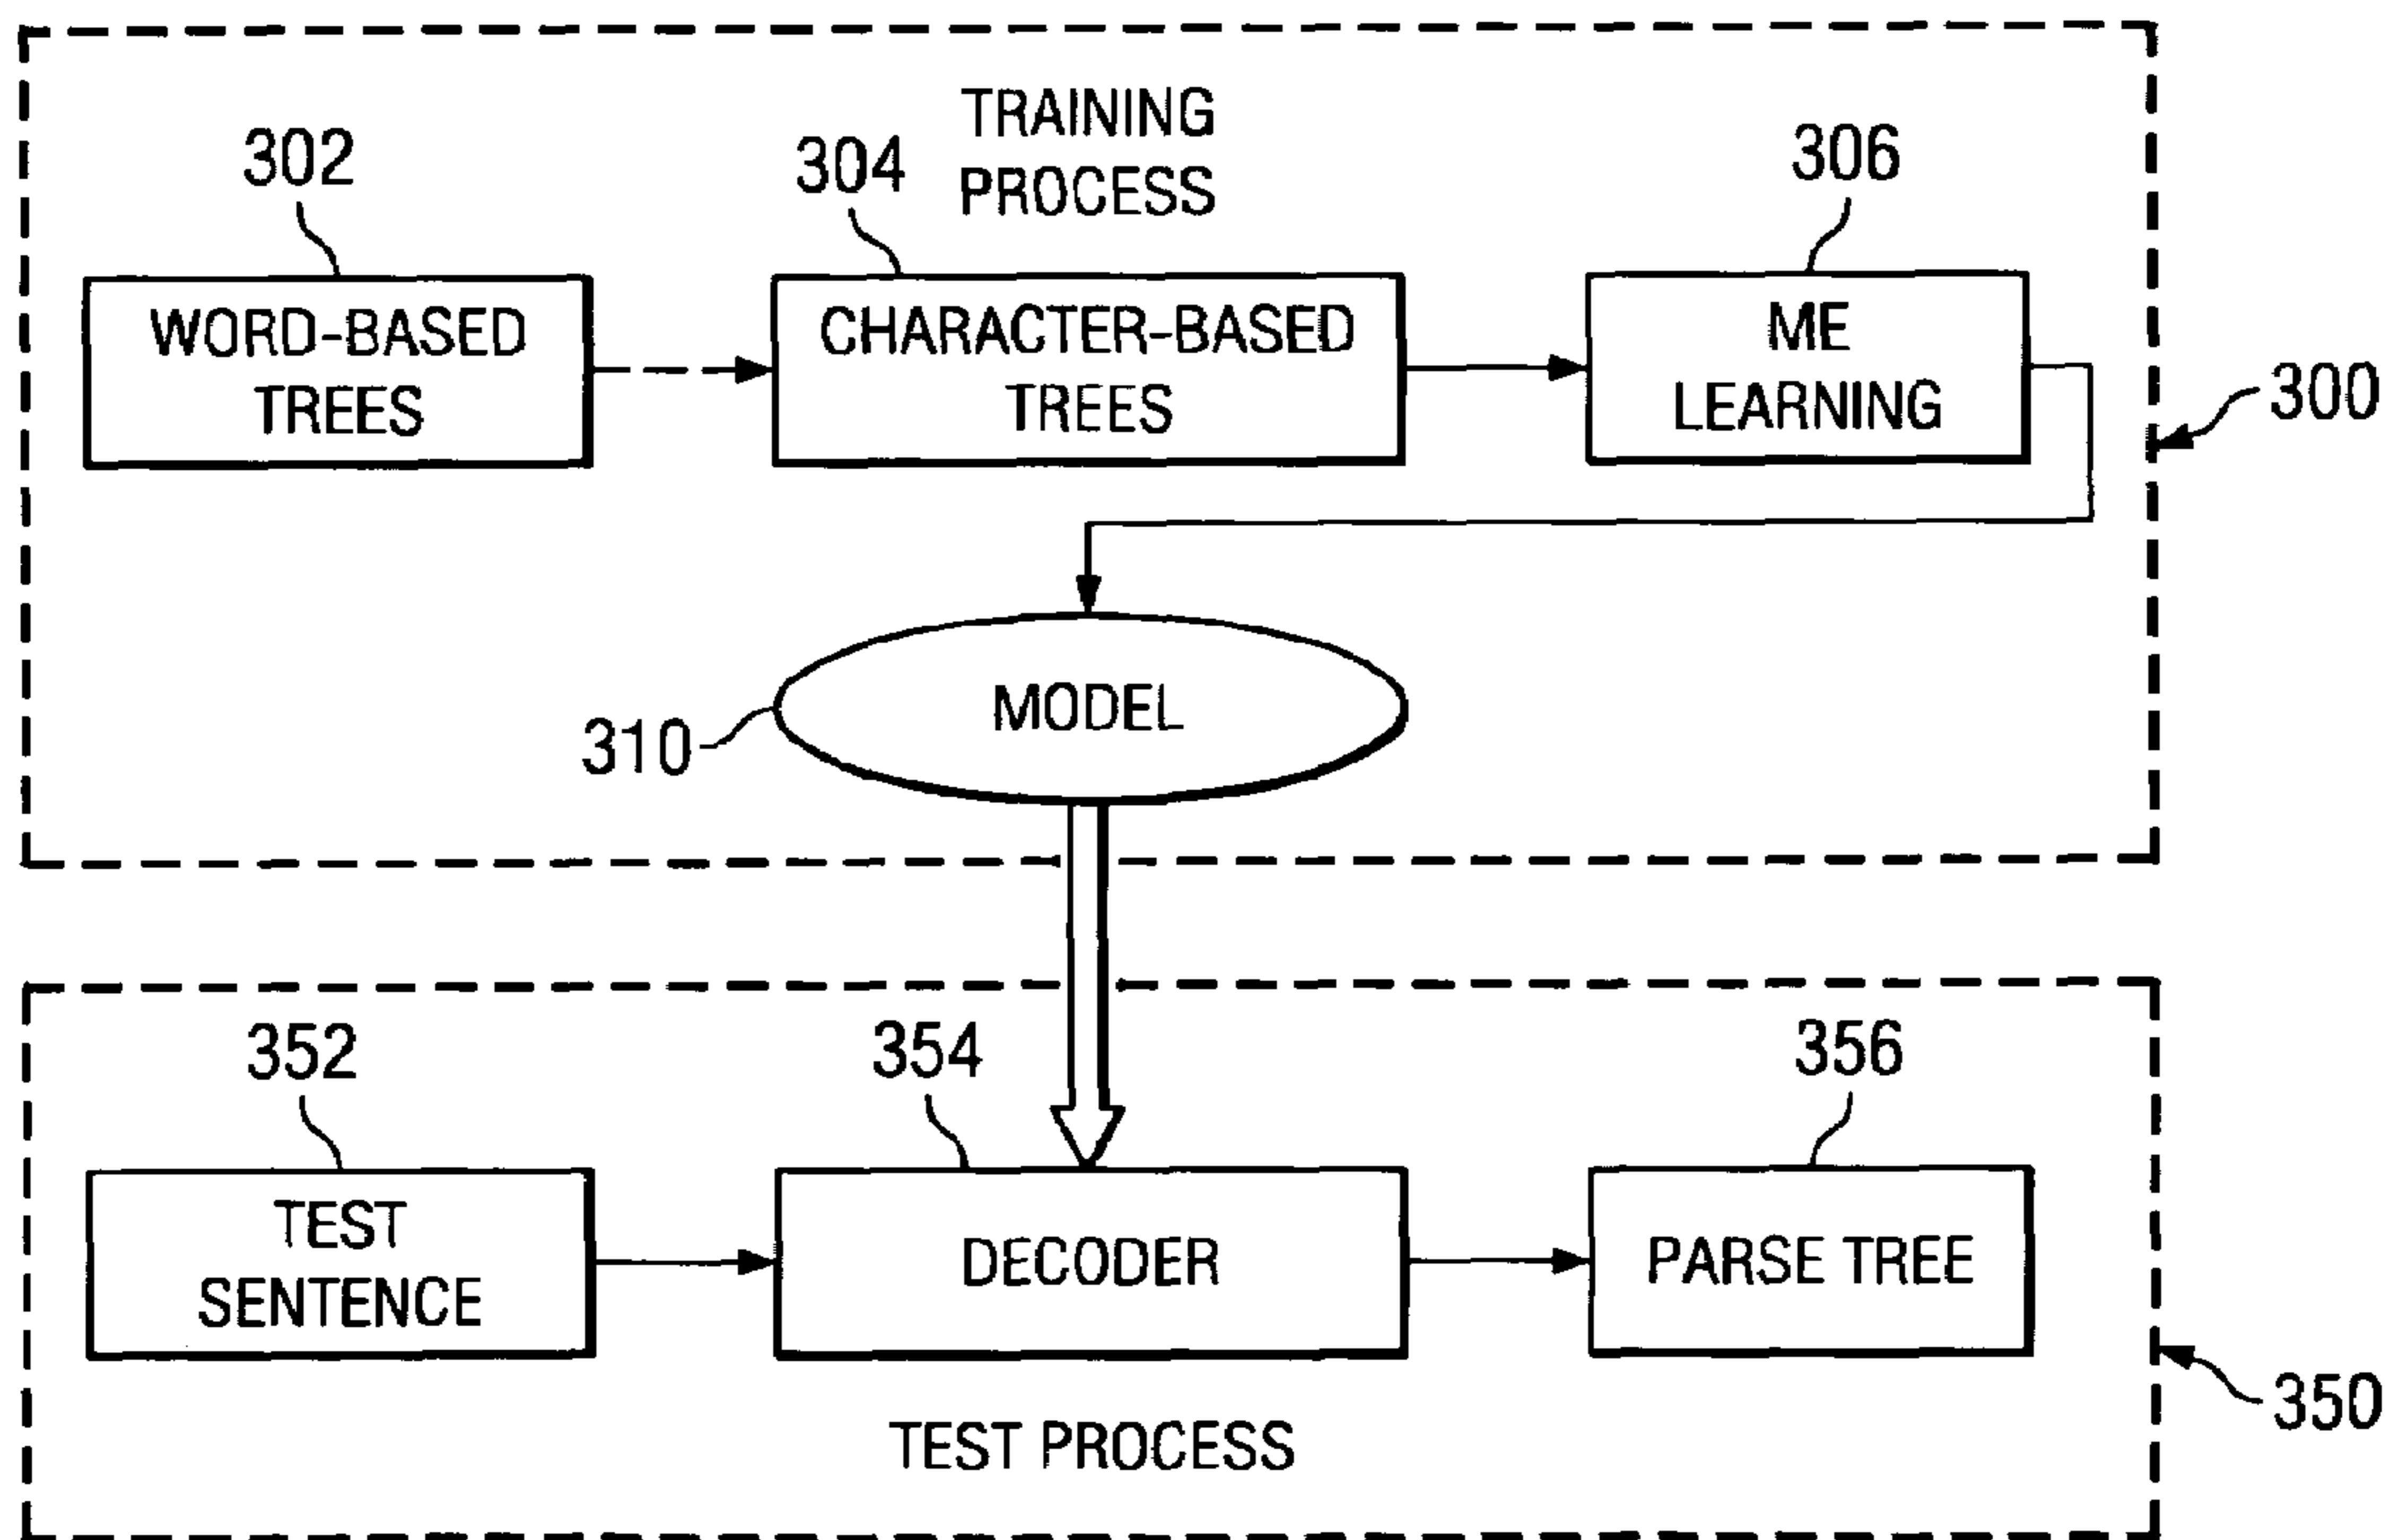 TRAINING
PROCESS
302
304
306
WORD-BASED
TREES
CHARACTER-BASED
TREES
ME
LEARNING
300
MODEL
310
352
354
356
TEST
SENTENCE
DECODER
PARSE TREE
350
TEST PROCESS